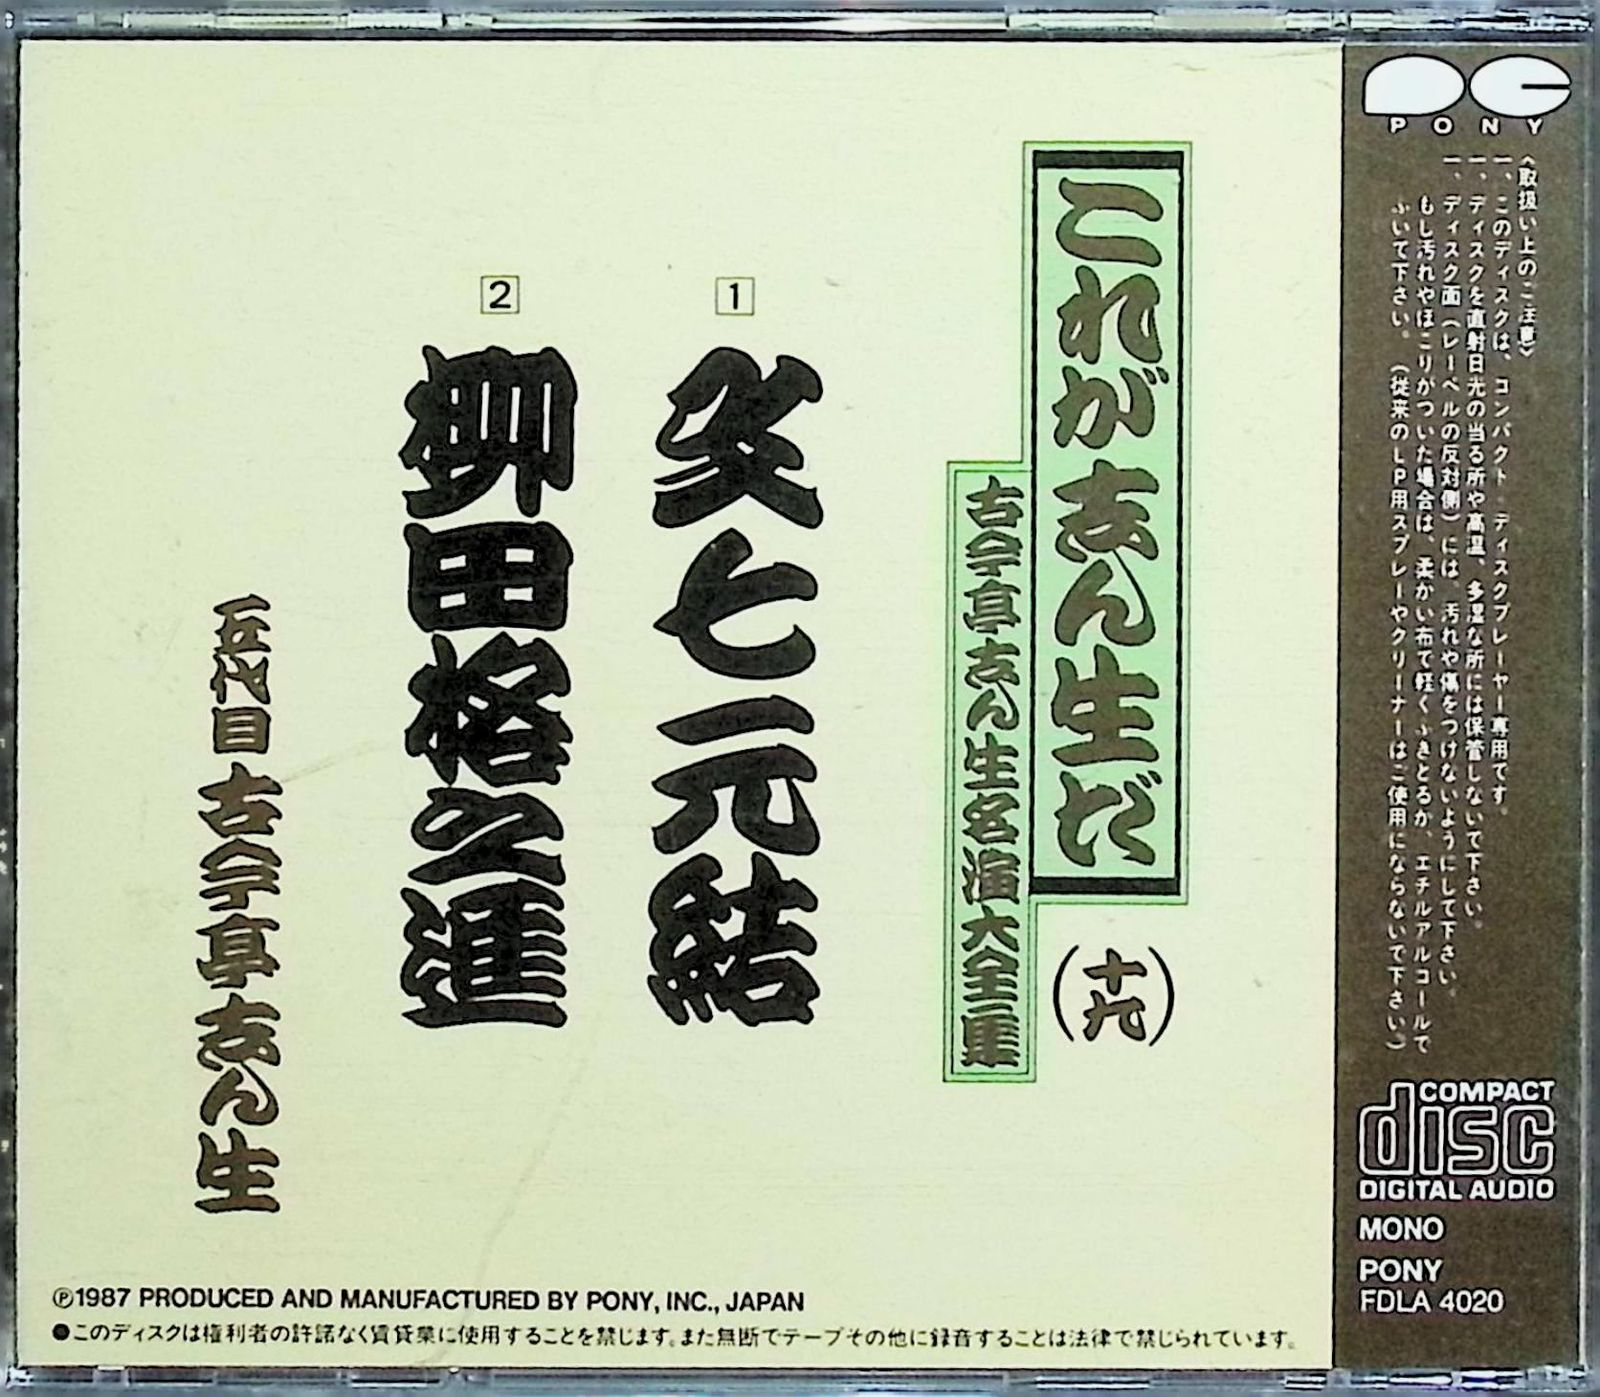 PONY
〈取扱い上のご注意〉
一、このディスクは、コンパクト・ディスクプレーヤー専用です。
一、ディスクを直射日光の当る所や高温、多湿な所には保管しないで下さい。
一、ディスク面(レーベルの反対側)には、汚れや傷をつけないようにして下さい。
もし汚れやほこりがついた場合は、柔かい布で軽くふきとるか、エチルアルコールで
ふいて下さい。(従来のLP用スプレーやクリーナーはご使用にならないで下さい。)
COMPACT
disc
DIGITAL AUDIO
MONO
PONY
FDLA 4020
これが志ん生だ
(十九)
古今亭志ん生名演大全集
1
文七元結
2
柳田格之進
五代目 古今亭志ん生
Ⓟ1987 PRODUCED AND MANUFACTURED BY PONY, INC., JAPAN
●このディスクは権利者の許諾なく賃貸業に使用することを禁じます。また無断でテープその他に録音することは法律で禁じられています。